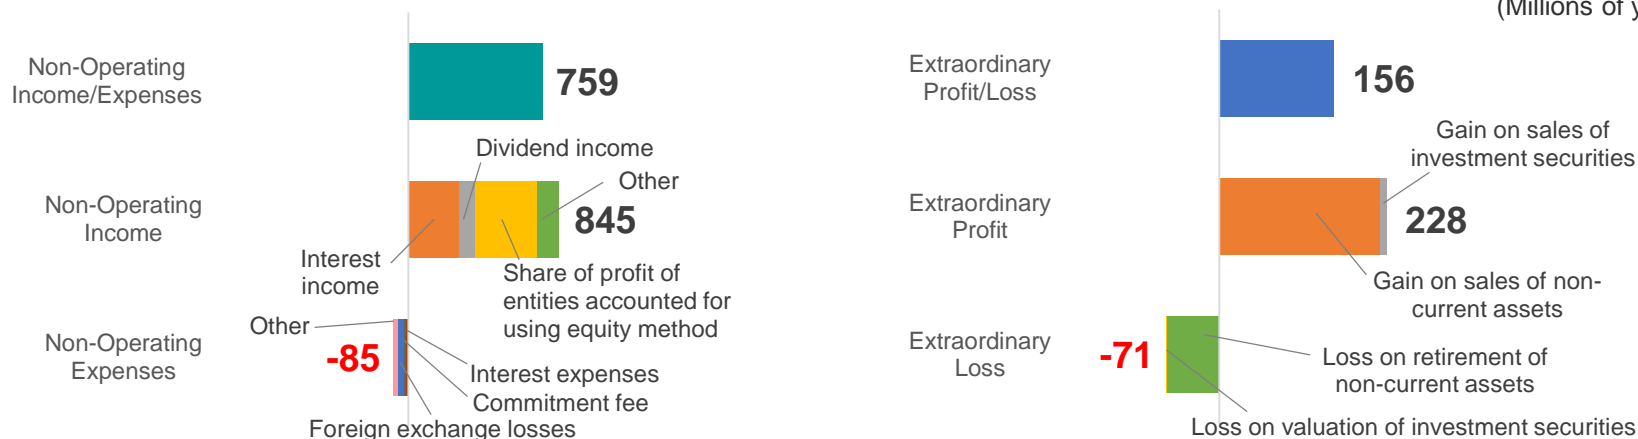 (Millions of
Non-Operating
Income/Expenses
759
Dividend income
Other
Non-Operating
Income
845
Interest
income
Share of profit of
entities accounted for
using equity method
Other
Non-Operating
Expenses
-85
Interest expenses
Commitment fee
Foreign exchange losses
Extraordinary
Profit/Loss
156
Gain on sales of
investment securities
Extraordinary
Profit
228
Gain on sales of non-
current assets
Extraordinary
Loss
-71
Loss on retirement of
non-current assets
Loss on valuation of investment securities